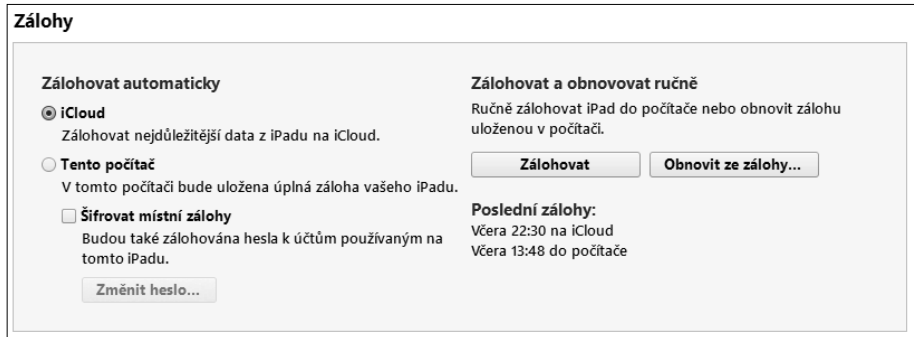 Zálohy
Zálohovat automaticky
iCloud
Zálohovat nejdůležitější data z iPadu na iCloud.
Tento počítač
V tomto počítači bude uložena úplná záloha vašeho iPadu.
Šifrovat místní zálohy
Budou také zálohována hesla k účtům používaným na
tomto iPadu.
Změnit heslo...
Zálohovat a obnovovat ručně
Ručně zálohovat iPad do počítače nebo obnovit zálohu
uloženou v počítači.
Zálohovat
Obnovit ze zálohy...
Poslední zálohy:
Včera 22:30 na iCloud
Včera 13:48 do počítače